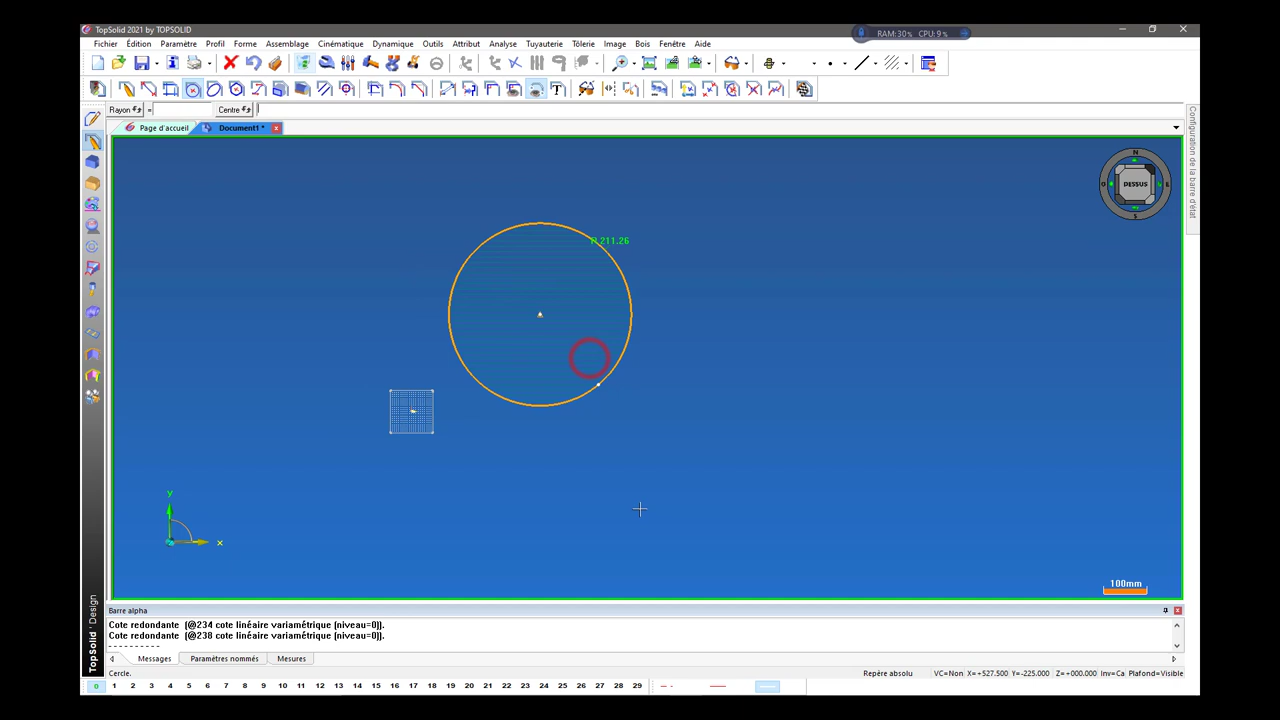 TopSolid 2021 by TOPSOLID
RAM:30% CPU:9%
Fichier Édition Paramètre Profil Forme Assemblage Cinématique Dynamique Outils Attribut Analyse Tuyauterie Tôlerie Image Bois Fenêtre Aide
Rayon = Centre
Page d'accueil Document1 *
Configuration de la barre d'état
N
O DESSUS E
S
R 211.26
Y
X
Z
100mm
TopSolid'Design
Barre alpha
Cote redondante (@234 cote linéaire variamétrique (niveau=0)).
Cote redondante (@238 cote linéaire variamétrique (niveau=0)).
----------
Messages Paramètres nommés Mesures
Cercle. Repère absolu VC=Non X=+527.500 Y=-225.000 Z=+000.000 Inv=Ca Plafond=Visible
0 1 2 3 4 5 6 7 8 9 10 11 12 13 14 15 16 17 18 19 20 21 22 23 24 25 26 27 28 29